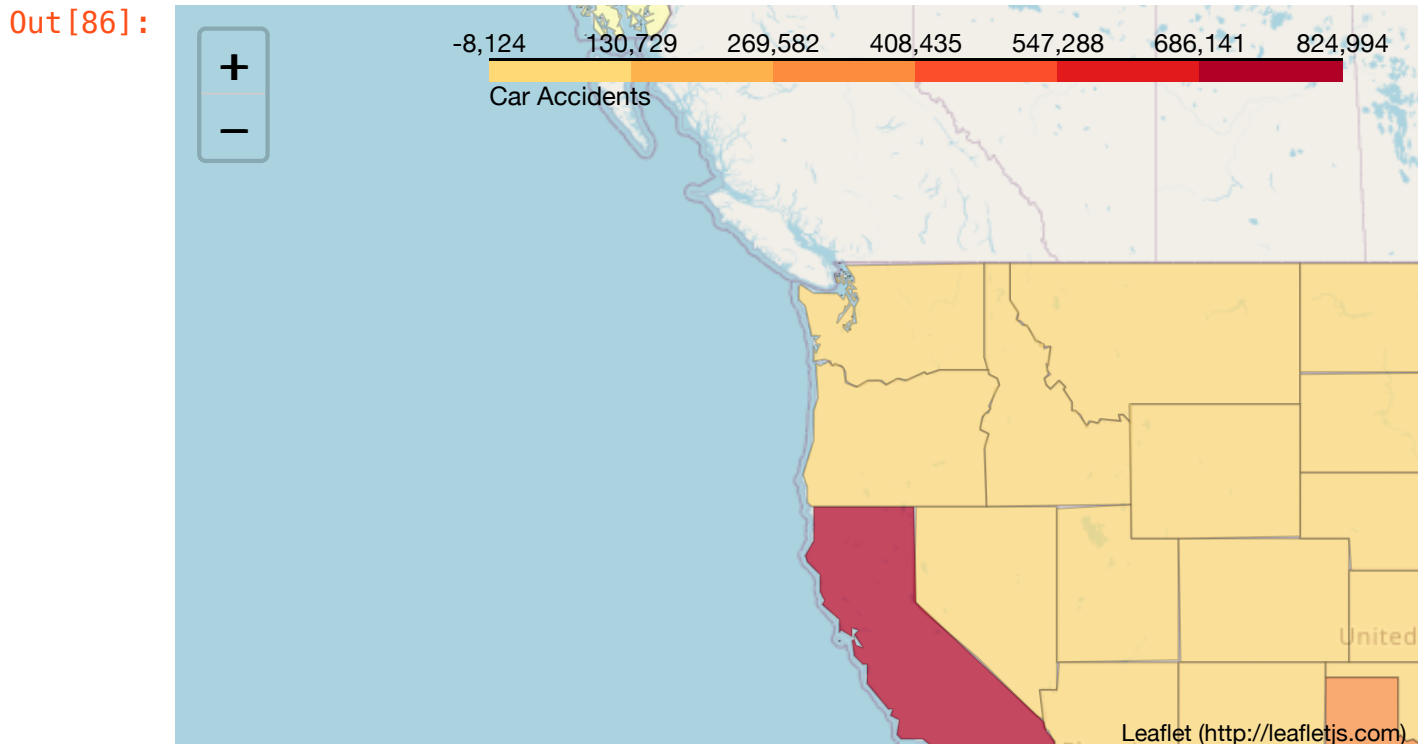 Out[86]:
+
-8,124 130,729 269,582 408,435 547,288 686,141 824,994
Car Accidents
−
United
Leaflet (http://leafletjs.com)